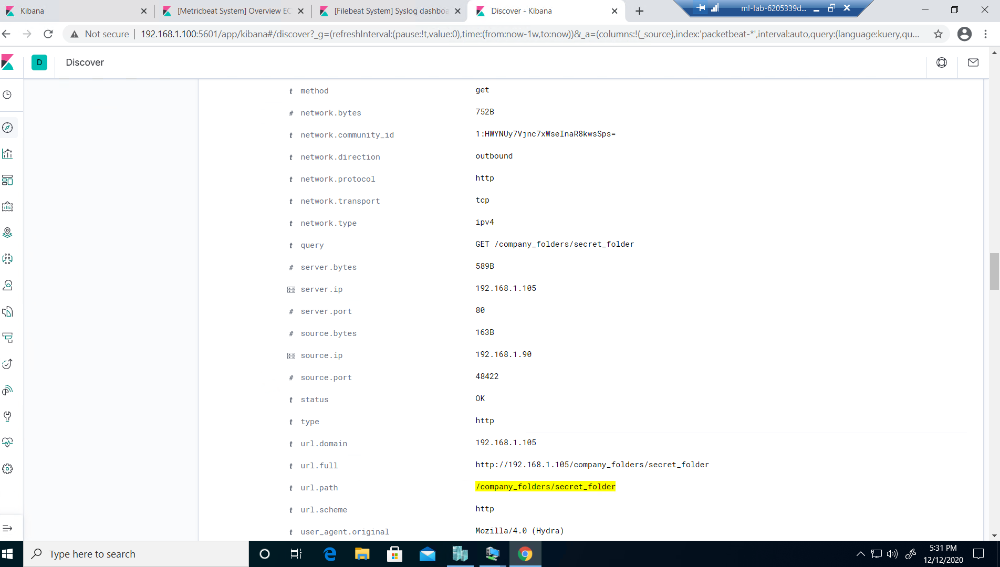 Kibana
[Metricbeat System] Overview EC
[Filebeat System] Syslog dashboa
Discover - Kibana
ml-lab-6205339d...
Not secure
192.168.1.100:5601/app/kibana#/discover?_g=(refreshInterval:(pause:!t,value:0),time:(from:now-1w,to:now))&_a=(columns:!(_source),index:'packetbeat-*',interval:auto,query:(language:kuery,qu...
D
Discover
t method get
# network.bytes 752B
t network.community_id 1:HWYNUy7Vjnc7xWseInaR8kwsSps=
t network.direction outbound
t network.protocol http
t network.transport tcp
t network.type ipv4
t query GET /company_folders/secret_folder
# server.bytes 589B
server.ip 192.168.1.105
# server.port 80
# source.bytes 163B
source.ip 192.168.1.90
# source.port 48422
t status OK
t type http
t url.domain 192.168.1.105
t url.full http://192.168.1.105/company_folders/secret_folder
t url.path /company_folders/secret_folder
t url.scheme http
t user_agent.original Mozilla/4.0 (Hydra)
Type here to search
5:31 PM
12/12/2020